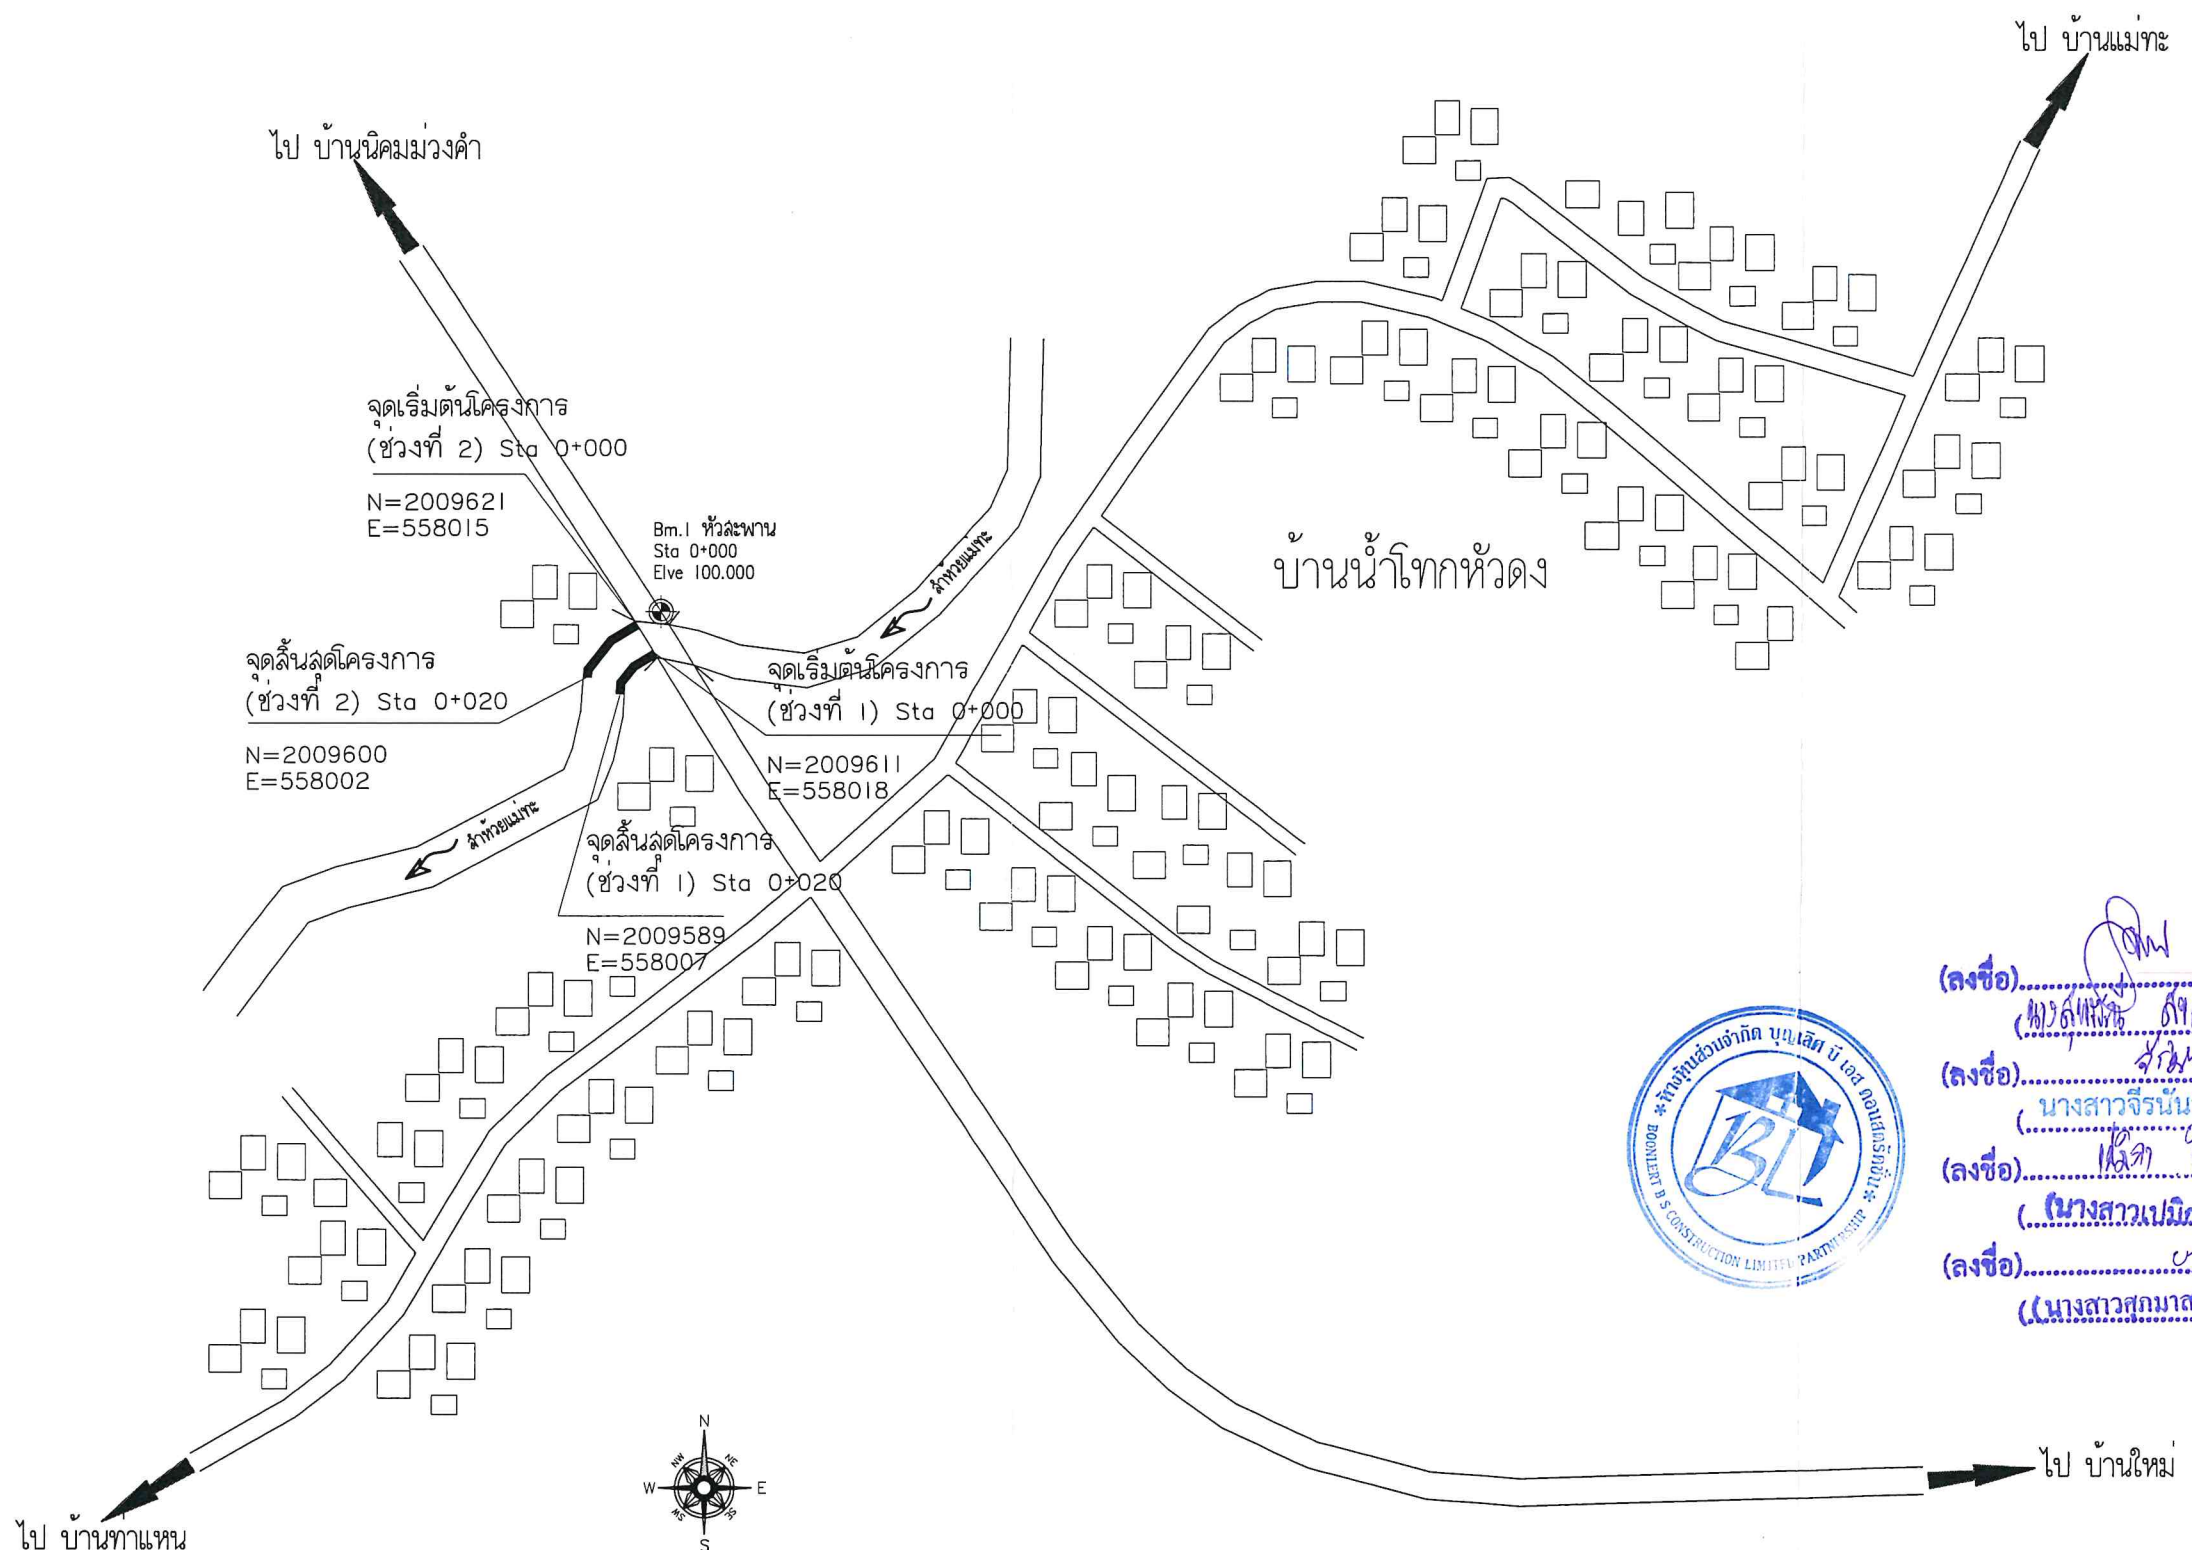 ไป บ้านแม่ทะ
ไป บ้านนิคมม่วงคำ
จุดเริ่มต้นโครงการ
(ช่วงที่ 2) Sta 0+000
N=2009621
E=558015
Bm.1 หัวสะพาน
Sta 0+000
Elve 100.000
ลำห้วยแม่ทะ
บ้านน้ำโทกหัวดง
จุดสิ้นสุดโครงการ
(ช่วงที่ 2) Sta 0+020
N=2009600
E=558002
จุดเริ่มต้นโครงการ
(ช่วงที่ 1) Sta 0+000
N=2009611
E=558018
ลำห้วยแม่ทะ
จุดสิ้นสุดโครงการ
(ช่วงที่ 1) Sta 0+020
N=2009589
E=558007
(ลงชื่อ)
(ลงชื่อ)
นางสาวจีรนัน
(ลงชื่อ)
(นางสาวเปมิก
(ลงชื่อ)
(นางสาวศุกมาส
ห้างหุ้นส่วนจำกัด บุญเลิศ บี เอส คอนสตรัคชั่น
BOONLERT B S CONSTRUCTION LIMITED PARTNERSHIP
BL
N
NW NE
W E
SW SE
S
ไป บ้านใหม่
ไป บ้านท่าแหน